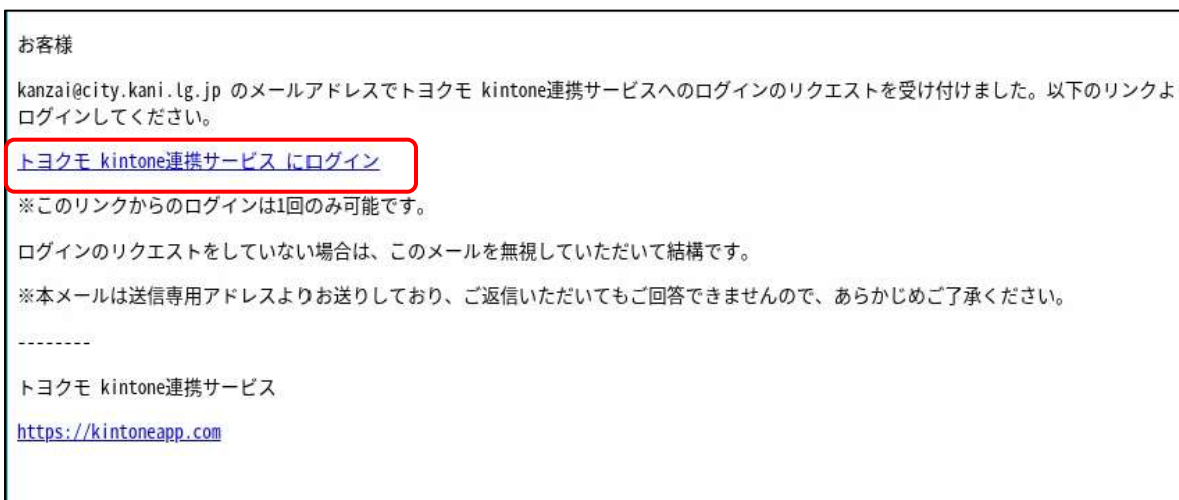 お客様
kanzai@city.kani.lg.jp のメールアドレスでトヨクモ kintone連携サービスへのログインのリクエストを受け付けました。以下のリンクよ
ログインしてください。
トヨクモ kintone連携サービス にログイン
※このリンクからのログインは1回のみ可能です。
ログインのリクエストをしていない場合は、このメールを無視していただいて結構です。
※本メールは送信専用アドレスよりお送りしており、ご返信いただいてもご回答できませんので、あらかじめご了承ください。
--------
トヨクモ kintone連携サービス
https://kintoneapp.com